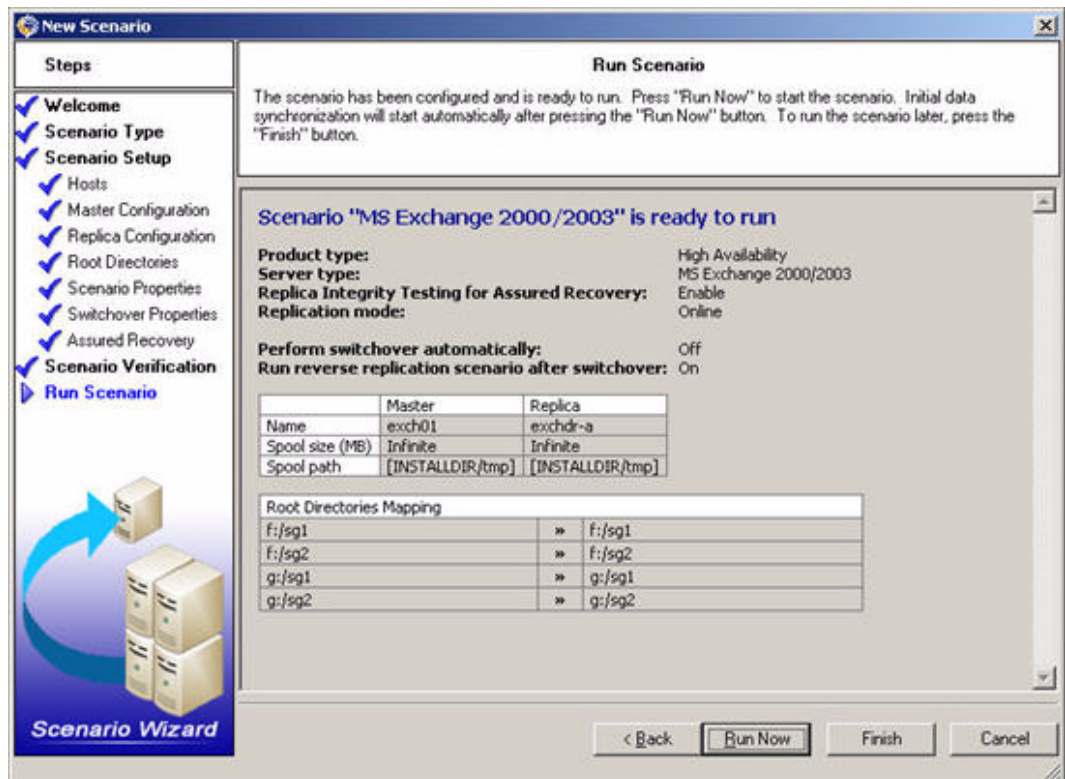 New Scenario
Steps
Welcome
Scenario Type
Scenario Setup
Hosts
Master Configuration
Replica Configuration
Root Directories
Scenario Properties
Switchover Properties
Assured Recovery
Scenario Verification
Run Scenario
Scenario Wizard
Run Scenario
The scenario has been configured and is ready to run. Press "Run Now" to start the scenario. Initial data
synchronization will start automatically after pressing the "Run Now" button. To run the scenario later, press the
"Finish" button.
Scenario "MS Exchange 2000/2003" is ready to run
Product type: High Availability
Server type: MS Exchange 2000/2003
Replica Integrity Testing for Assured Recovery: Enable
Replication mode: Online
Perform switchover automatically: Off
Run reverse replication scenario after switchover: On
Master Replica
Name exch01 exchdr-a
Spool size (MB) Infinite Infinite
Spool path [INSTALLDIR/tmp] [INSTALLDIR/tmp]
Root Directories Mapping
f:/sg1 » f:/sg1
f:/sg2 » f:/sg2
g:/sg1 » g:/sg1
g:/sg2 » g:/sg2
< Back Run Now Finish Cancel